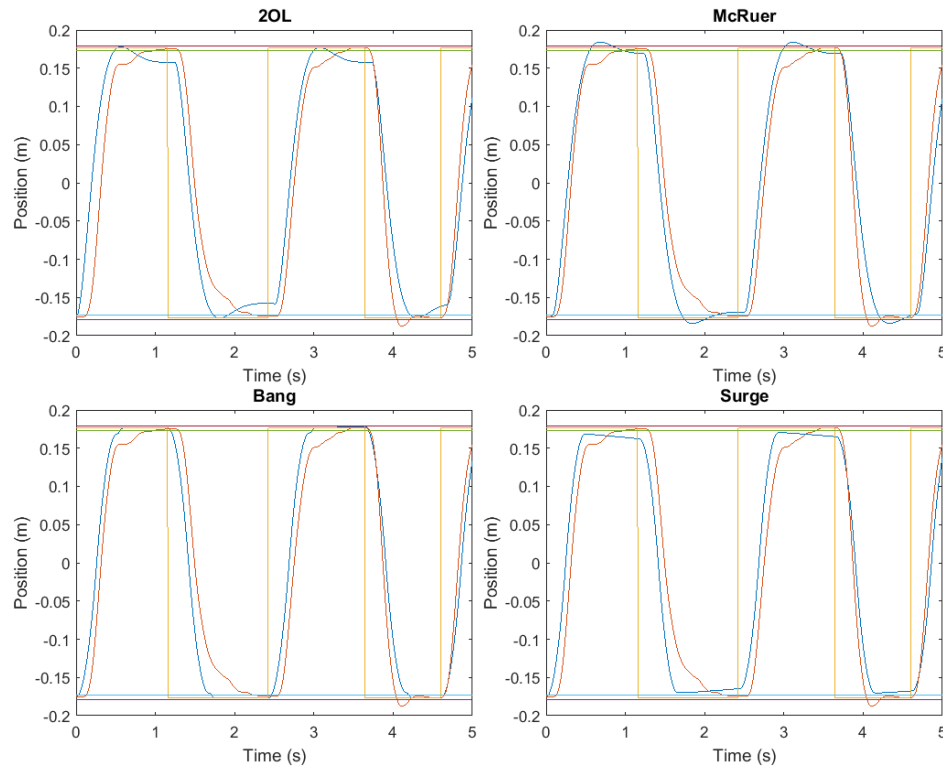 2OL
0.2
0.15
0.1
0.05
0
-0.05
-0.1
-0.15
-0.2
Position (m)
0 1 2 3 4 5
Time (s)
McRuer
0.2
0.15
0.1
0.05
0
-0.05
-0.1
-0.15
-0.2
Position (m)
0 1 2 3 4 5
Time (s)
Bang
0.2
0.15
0.1
0.05
0
-0.05
-0.1
-0.15
-0.2
Position (m)
0 1 2 3 4 5
Time (s)
Surge
0.2
0.15
0.1
0.05
0
-0.05
-0.1
-0.15
-0.2
Position (m)
0 1 2 3 4 5
Time (s)